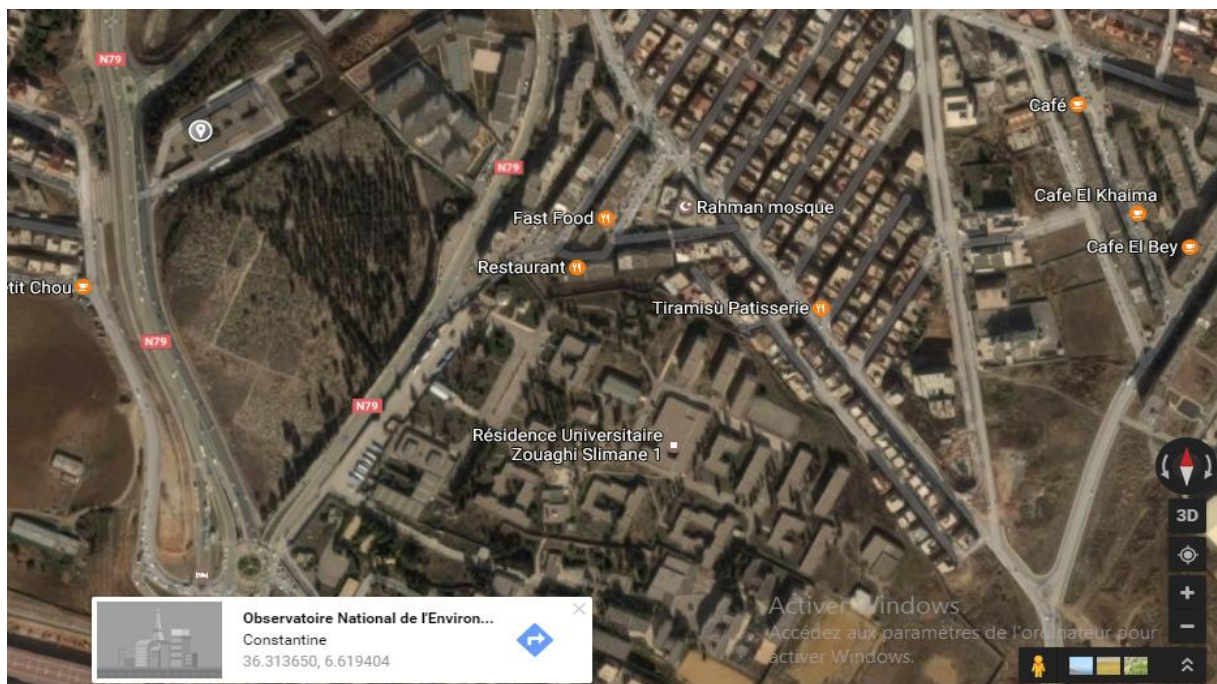 N79
Café
N79
Cafe El Khaima
Rahman mosque
Fast Food
Cafe El Bey
Restaurant
etit Chou
Tiramisù Patisserie
N79
N79
Résidence Universitaire
Zouaghi Slimane 1
3D
Observatoire National de l'Environ...
Constantine
36.313650, 6.619404
Activer Windows
Accédez aux paramètres de l'ordinateur pour
activer Windows.